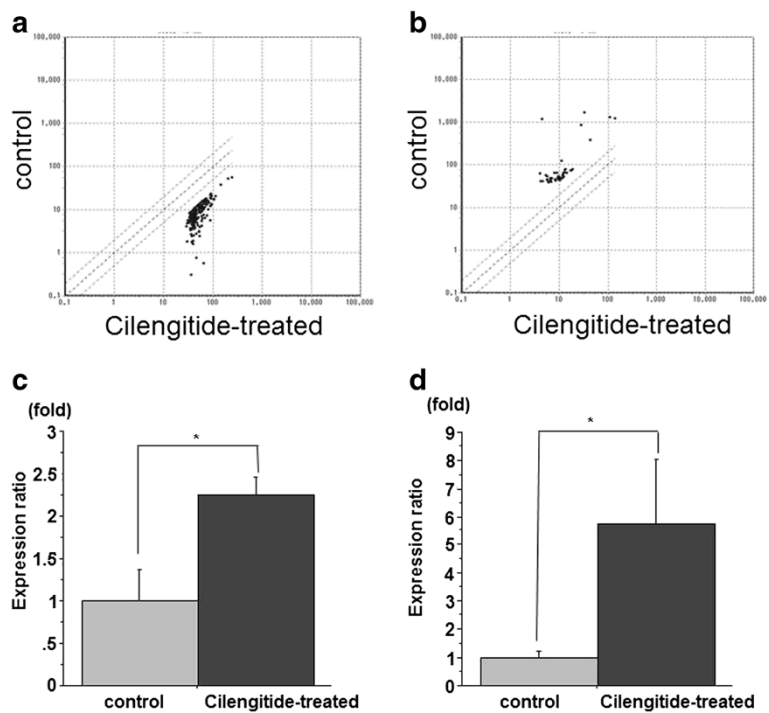 a
100,000
10,000
1,000
100
10
1
0.1
control
0.1 1 10 100 1,000 10,000 100,000
Cilengitide-treated
b
100,000
10,000
1,000
100
10
1
0.1
control
0.1 1 10 100 1,000 10,000 100,000
Cilengitide-treated
c
(fold)
3
2.5
2
1.5
1
.5
0
Expression ratio
*
control Cilengitide-treated
d
(fold)
9
8
7
6
5
4
3
2
1
0
Expression ratio
*
control Cilengitide-treated